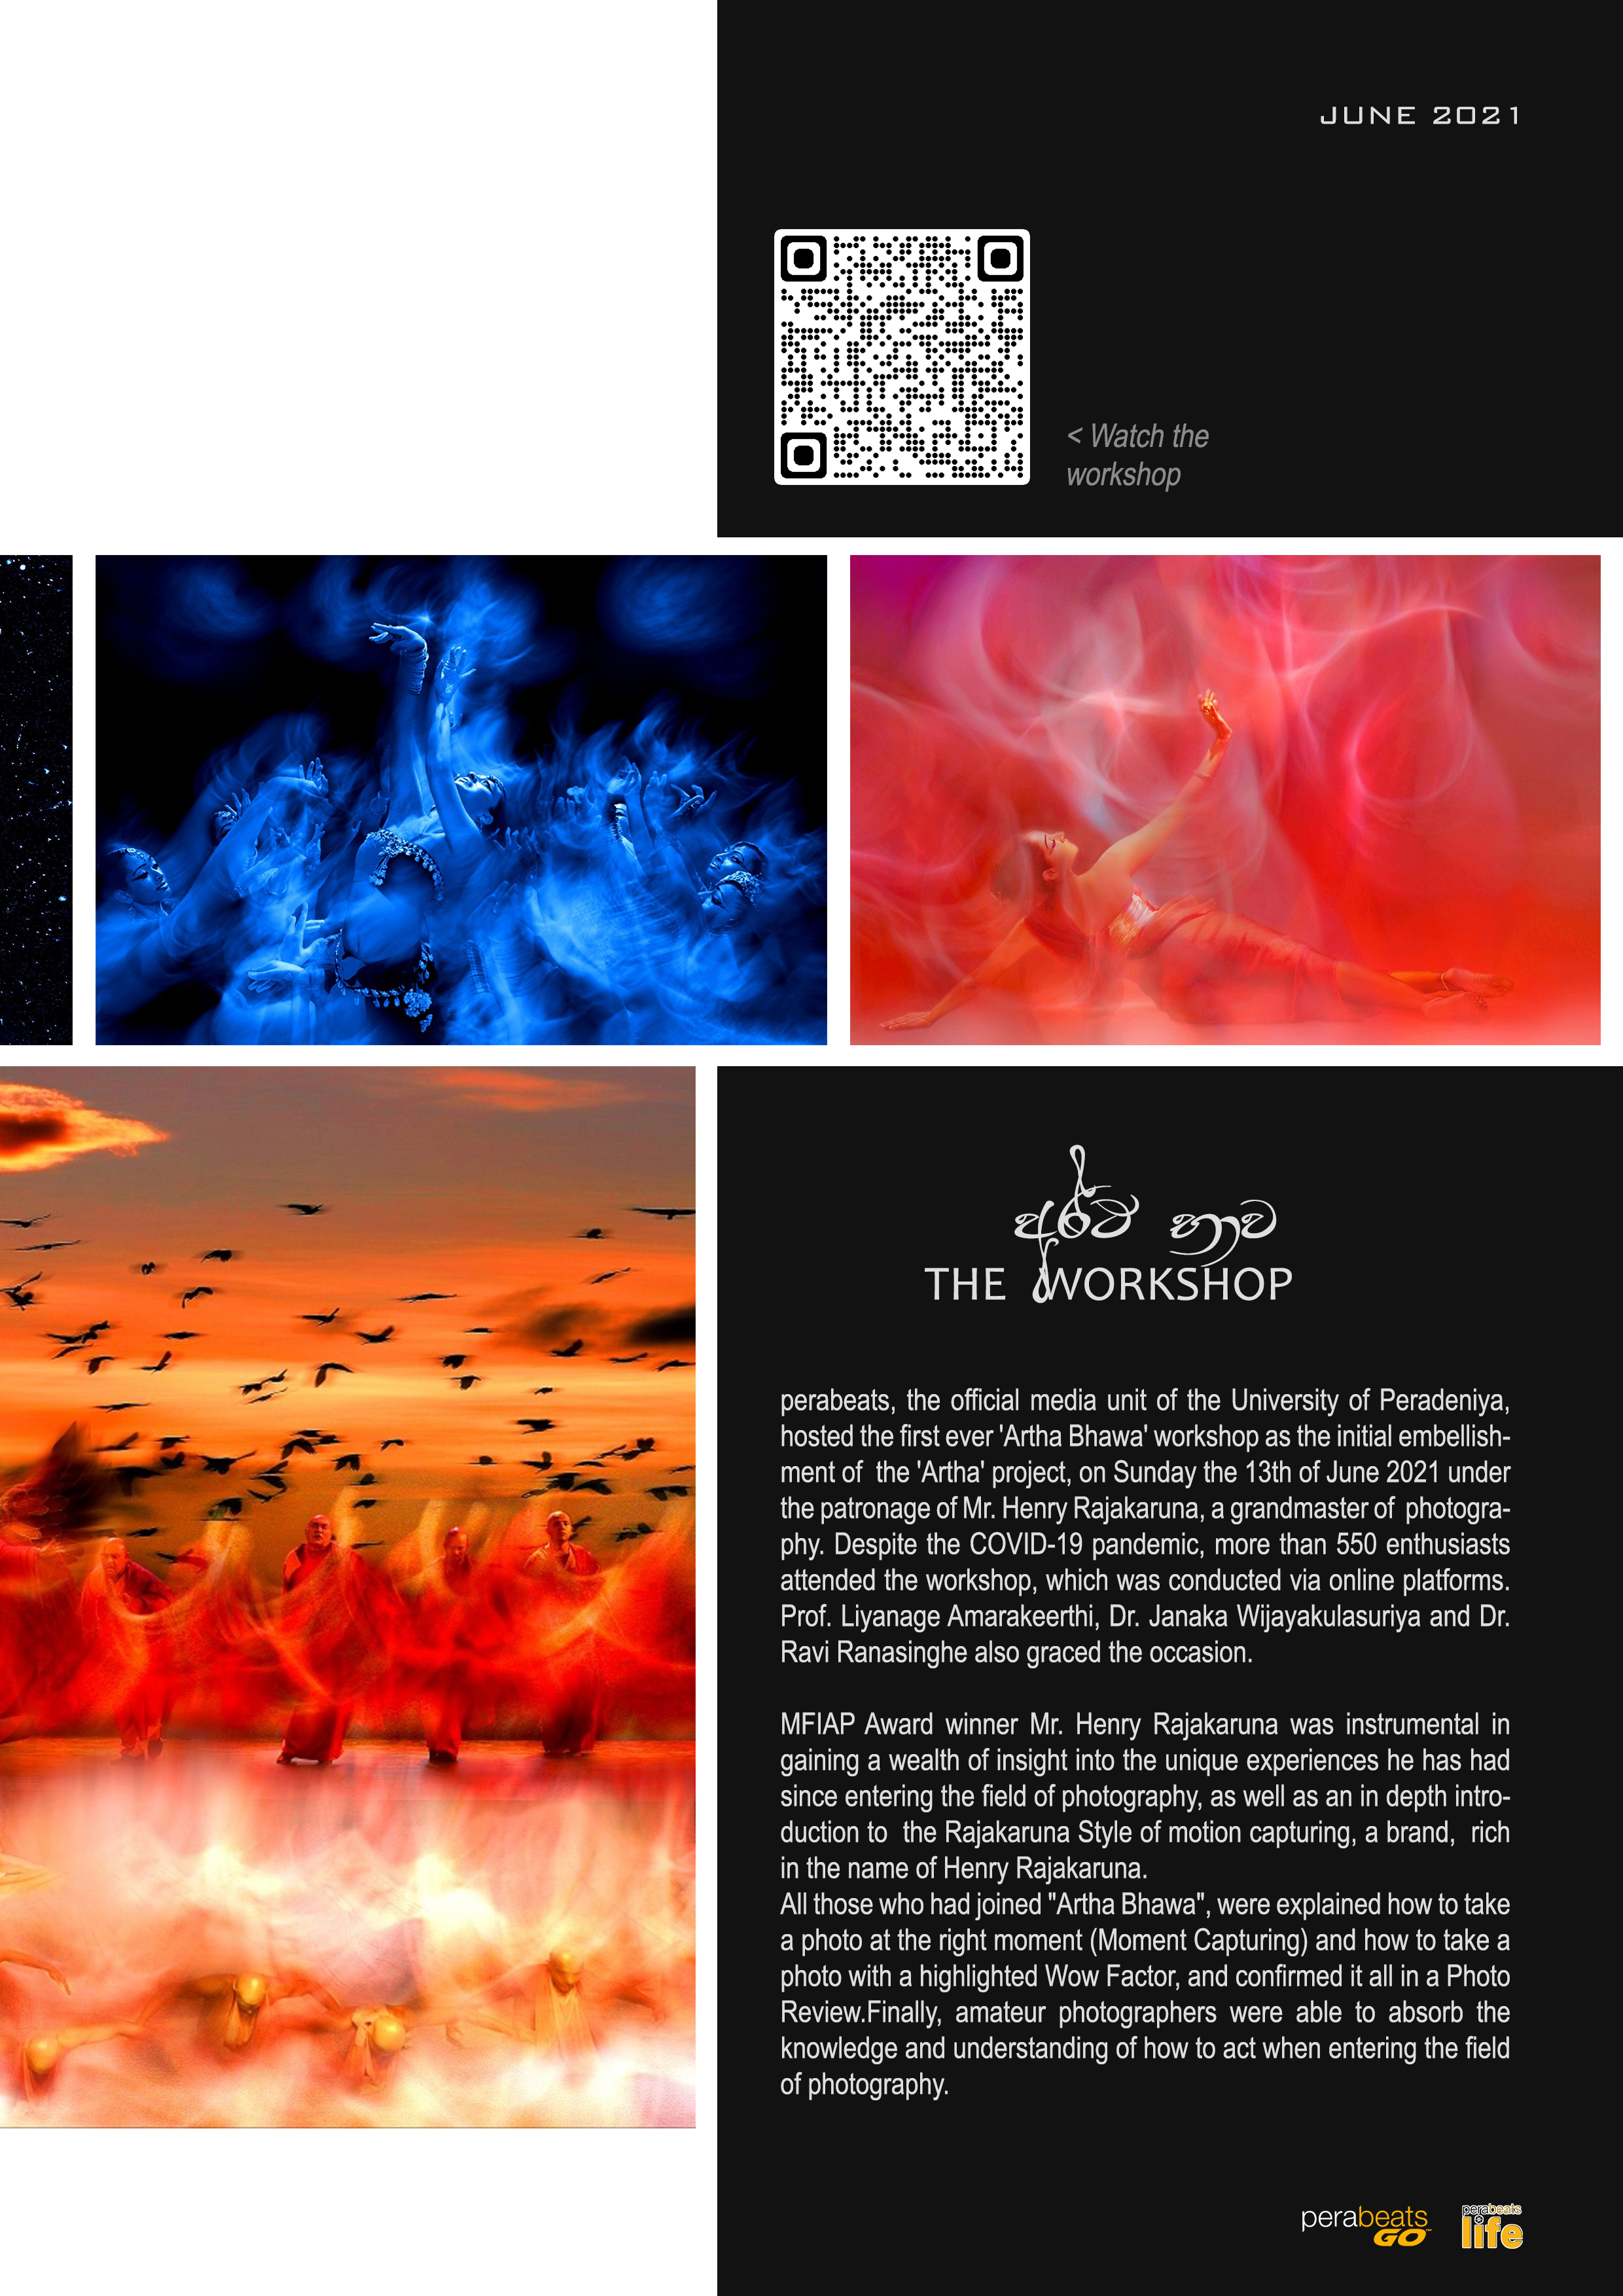 JUNE 2021
< Watch the
workshop
අර්ථ භාව
THE WORKSHOP
perabeats, the official media unit of the University of Peradeniya,
hosted the first ever 'Artha Bhawa' workshop as the initial embellish-
ment of the 'Artha' project, on Sunday the 13th of June 2021 under
the patronage of Mr. Henry Rajakaruna, a grandmaster of photogra-
phy. Despite the COVID-19 pandemic, more than 550 enthusiasts
attended the workshop, which was conducted via online platforms.
Prof. Liyanage Amarakeerthi, Dr. Janaka Wijayakulasuriya and Dr.
Ravi Ranasinghe also graced the occasion.
MFIAP Award winner Mr. Henry Rajakaruna was instrumental in
gaining a wealth of insight into the unique experiences he has had
since entering the field of photography, as well as an in depth intro-
duction to the Rajakaruna Style of motion capturing, a brand, rich
in the name of Henry Rajakaruna.
All those who had joined "Artha Bhawa", were explained how to take
a photo at the right moment (Moment Capturing) and how to take a
photo with a highlighted Wow Factor, and confirmed it all in a Photo
Review.Finally, amateur photographers were able to absorb the
knowledge and understanding of how to act when entering the field
of photography.
perabeats
GO™
perabeats
life